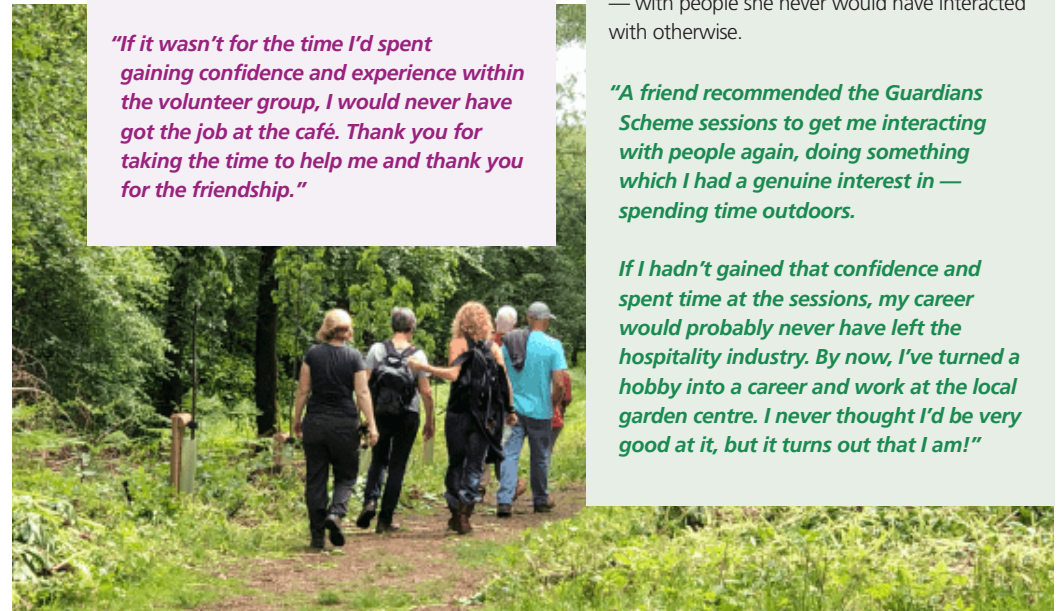 “If it wasn’t for the time I’d spent
gaining confidence and experience within
the volunteer group, I would never have
got the job at the café. Thank you for
taking the time to help me and thank you
for the friendship.”
— with people she never would have interacted
with otherwise.
“A friend recommended the Guardians
Scheme sessions to get me interacting
with people again, doing something
which I had a genuine interest in —
spending time outdoors.
If I hadn’t gained that confidence and
spent time at the sessions, my career
would probably never have left the
hospitality industry. By now, I’ve turned a
hobby into a career and work at the local
garden centre. I never thought I’d be very
good at it, but it turns out that I am!”